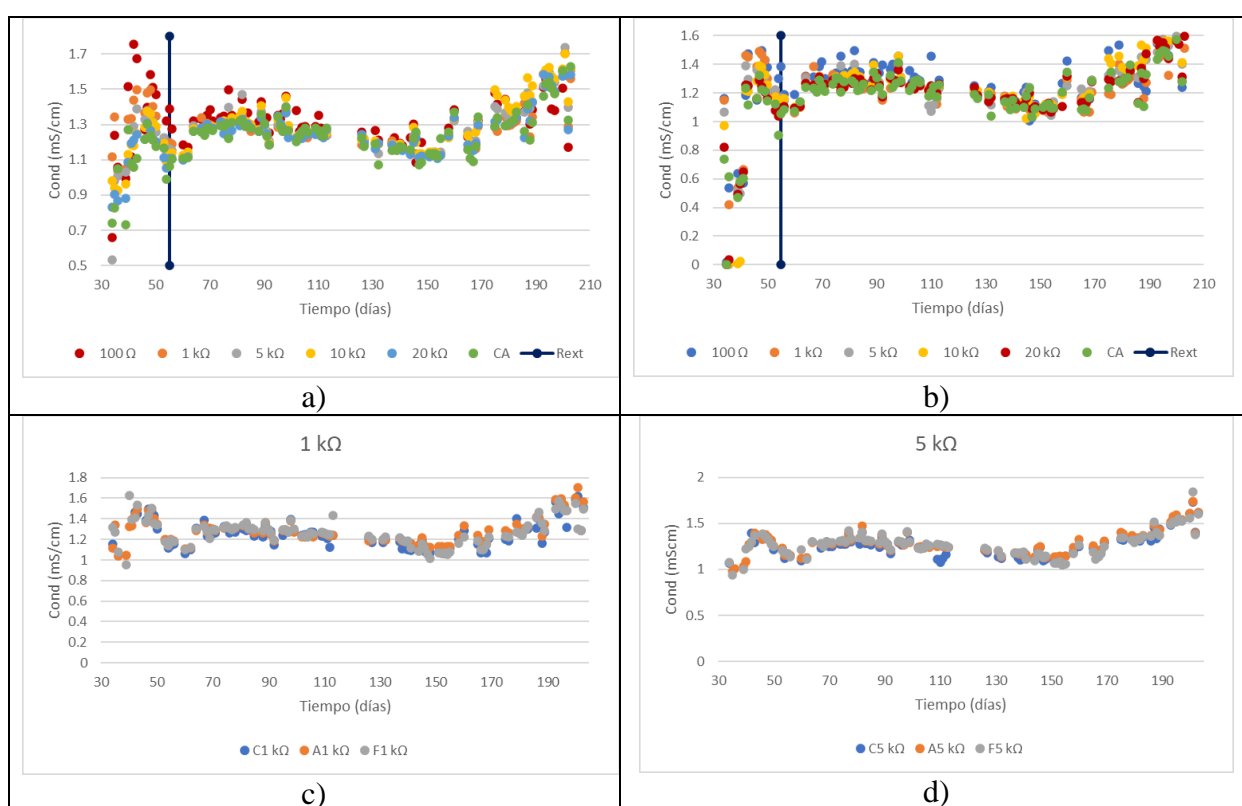 1.7
1.5
1.3
1.1
0.9
0.7
0.5
Cond (mS/cm)
30 50 70 90 110 130 150 170 190 210
Tiempo (días)
100 Ω 1 kΩ 5 kΩ 10 kΩ 20 kΩ CA Rext
a)
1.6
1.4
1.2
1
0.8
0.6
0.4
0.2
0
Cond (mS/cm)
30 50 70 90 110 130 150 170 190 210
Tiempo (días)
100 Ω 1 kΩ 5 kΩ 10 kΩ 20 kΩ CA Rext
b)
1 kΩ
1.8
1.6
1.4
1.2
1
0.8
0.6
0.4
0.2
0
Cond (mS/cm)
30 50 70 90 110 130 150 170 190
Tiempo (días)
C1 kΩ A1 kΩ F1 kΩ
c)
5 kΩ
2
1.5
1
0.5
0
Cond (mScm)
30 50 70 90 110 130 150 170 190
Tiempo (días)
C5 kΩ A5 kΩ F5 kΩ
d)